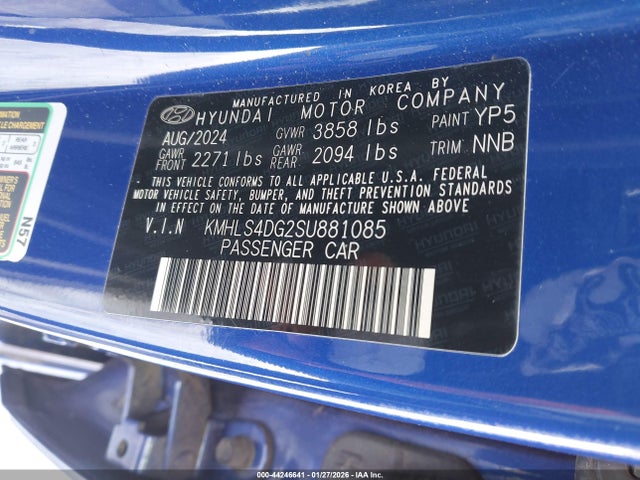 MANUFACTURED IN KOREA BY
HYUNDAI MOTOR COMPANY
AUG/2024 GVWR 3858 lbs PAINT YP5
GAWR FRONT 2271 lbs GAWR REAR 2094 lbs TRIM NNB
THIS VEHICLE CONFORMS TO ALL APPLICABLE U.S.A. FEDERAL
MOTOR VEHICLE SAFETY, BUMPER, AND THEFT PREVENTION STANDARDS
IN EFFECT ON THE DATE OF MANUFACTURE SHOWN ABOVE
V.I.N KMHLS4DG2SU881085
PASSENGER CAR
N57
000-44246641 - 01/27/2026 - IAA Inc.